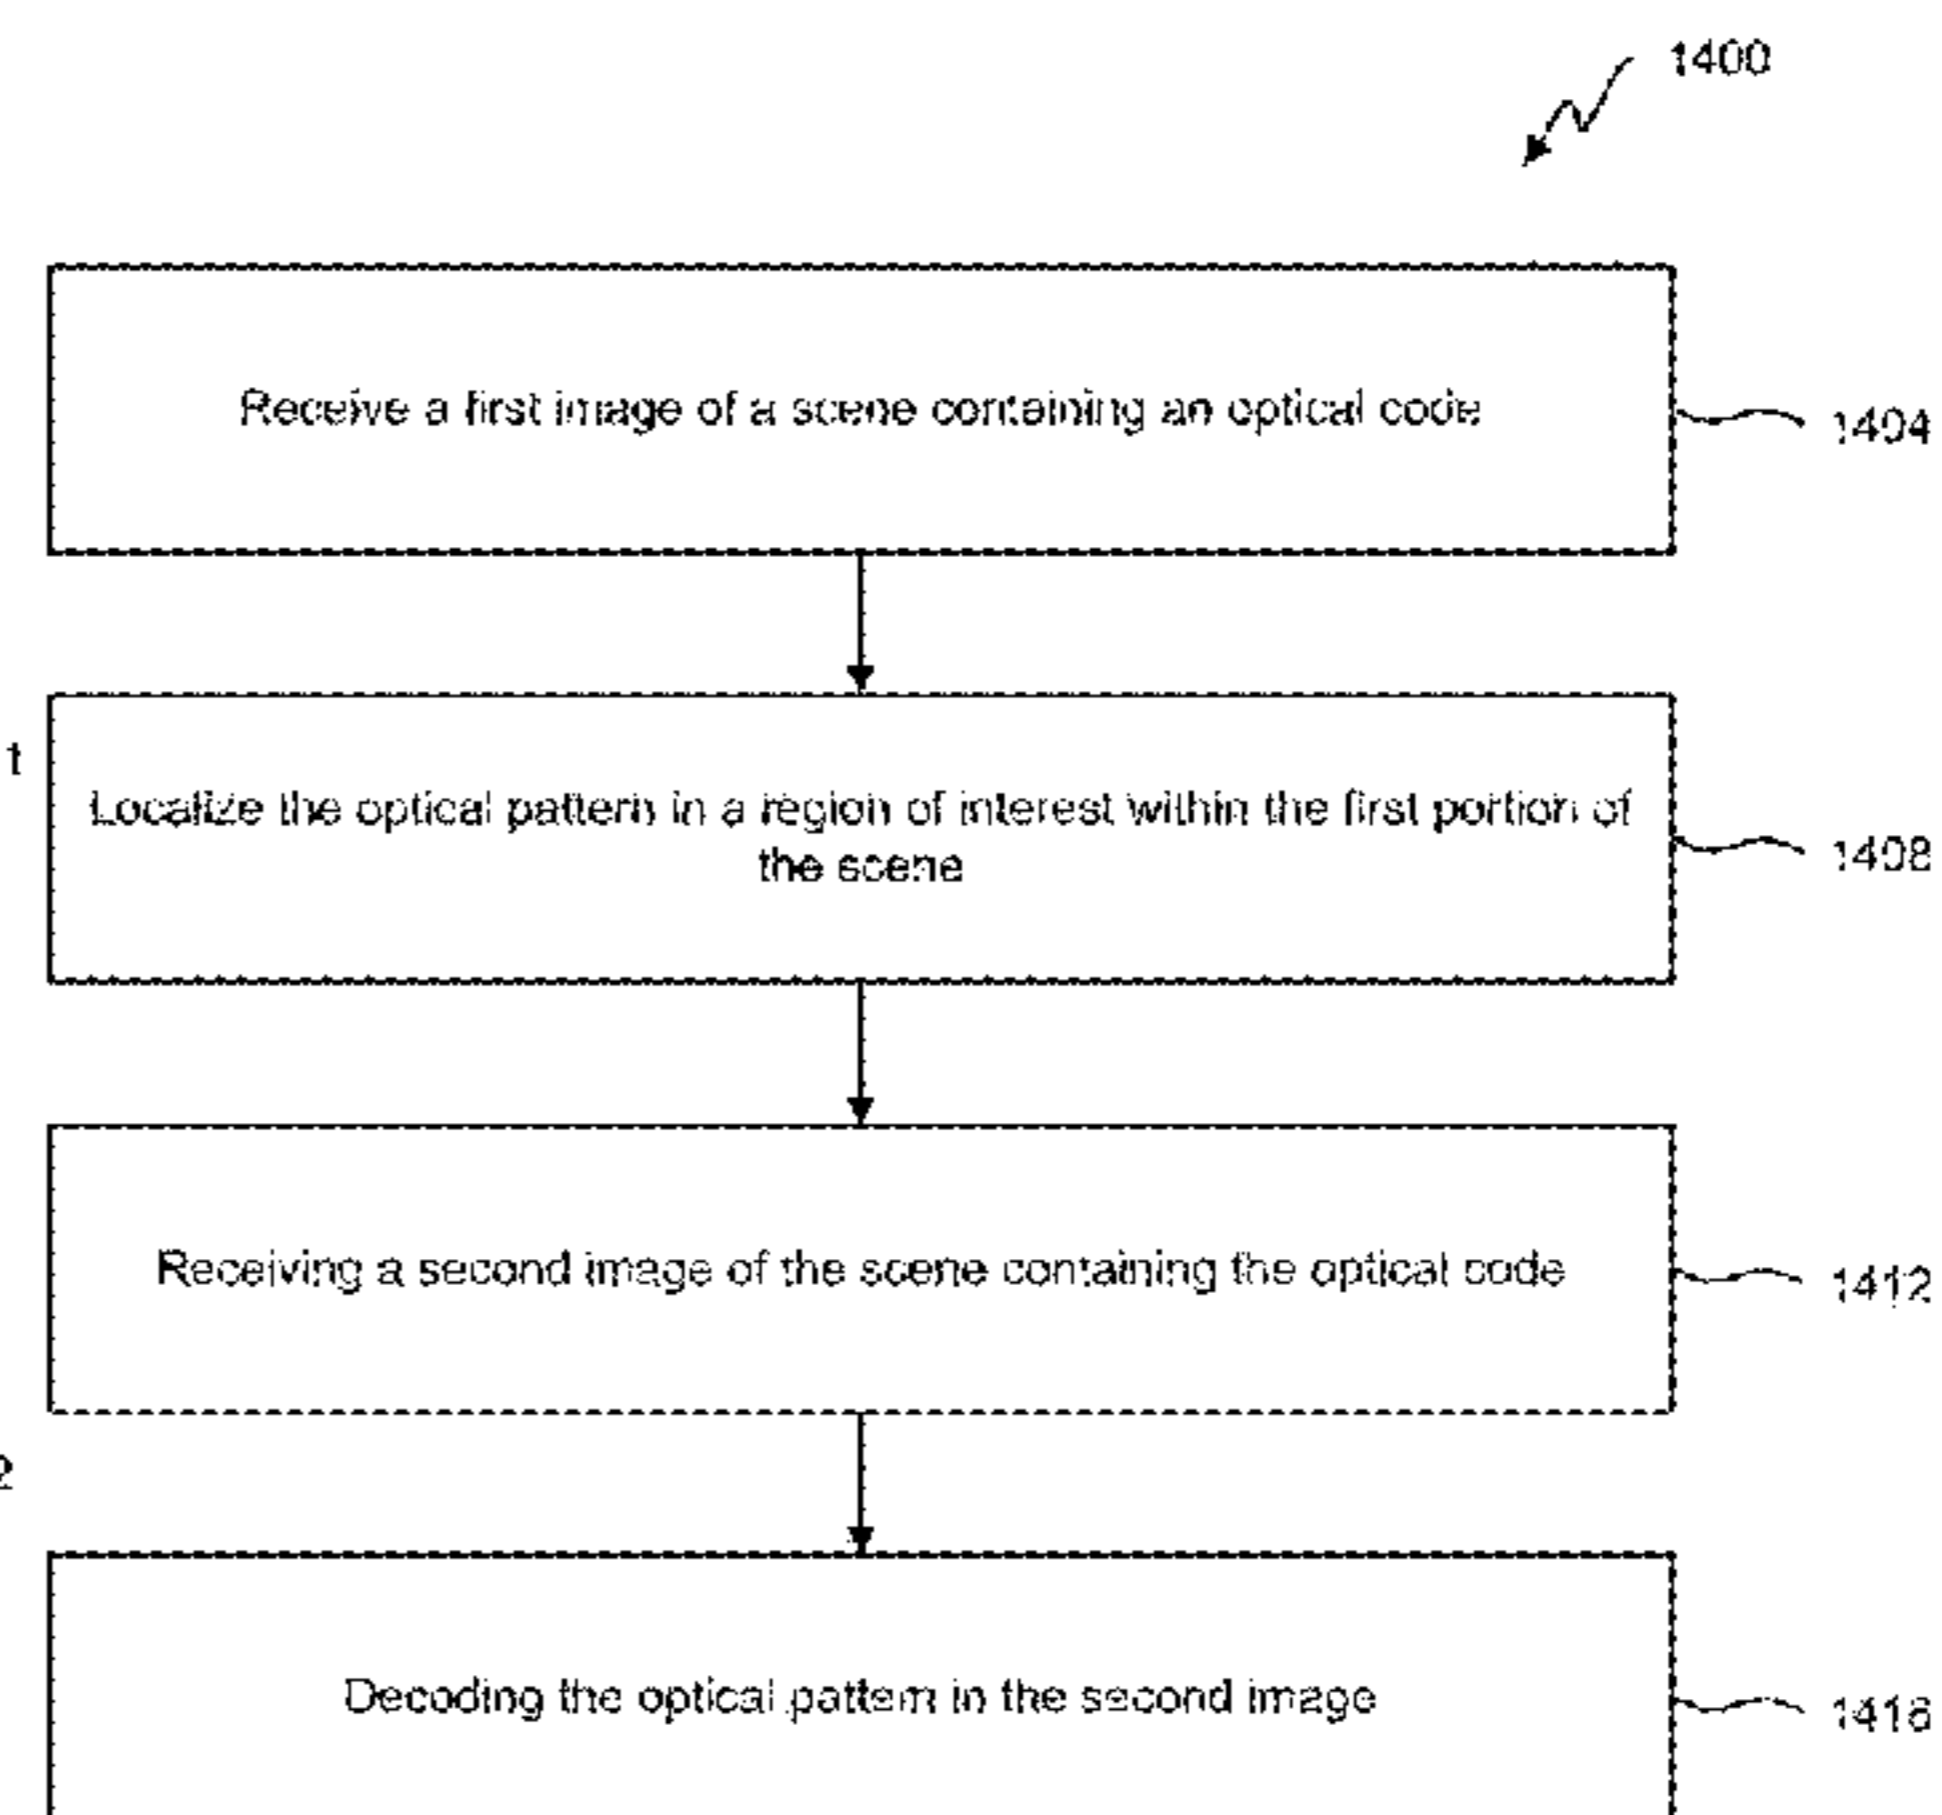 1400
Receive a first image of a scene containing an optical code
1404
t
Localize the optical pattern in a region of interest within the first portion of
the scene
1408
Receiving a second image of the scene containing the optical code
1412
2
Decoding the optical pattern in the second image
1416